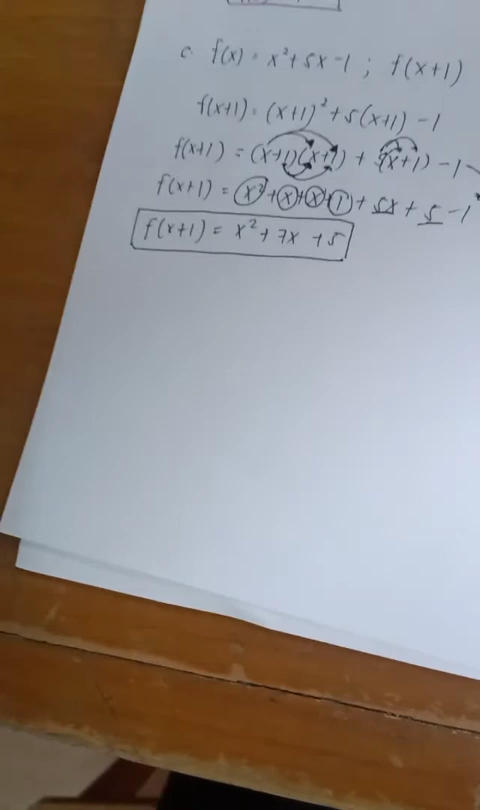 c. f(x) = x² + 5x - 1 ; f(x+1)
f(x+1) = (x+1)² + 5(x+1) - 1
f(x+1) = (x+1)(x+1) + 5(x+1) - 1
f(x+1) = x² + x + x + 1 + 5x + 5 - 1
f(x+1) = x² + 7x + 5